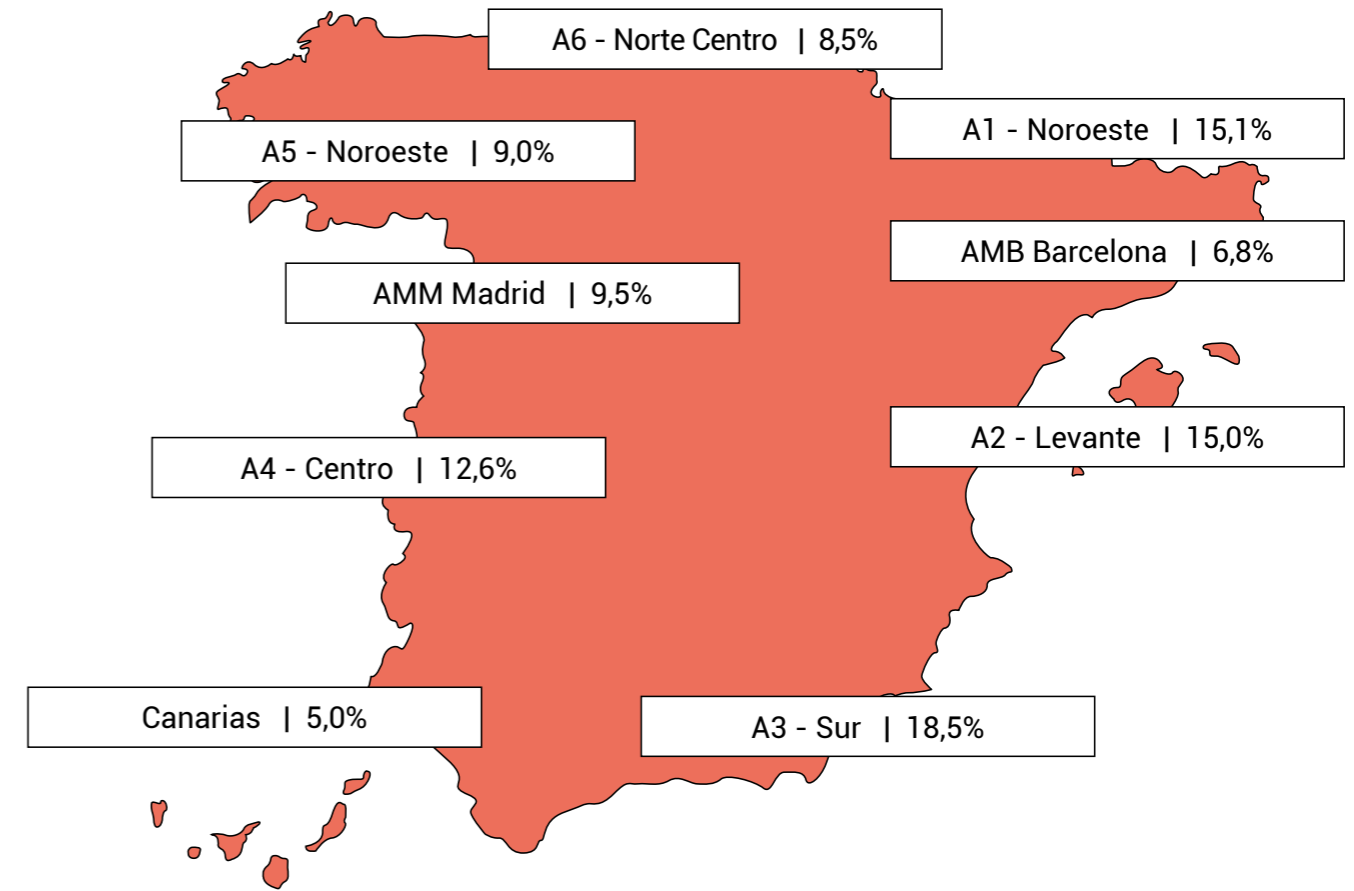 A6 - Norte Centro | 8,5%
A1 - Noroeste | 15,1%
A5 - Noroeste | 9,0%
AMB Barcelona | 6,8%
AMM Madrid | 9,5%
A2 - Levante | 15,0%
A4 - Centro | 12,6%
Canarias | 5,0%
A3 - Sur | 18,5%